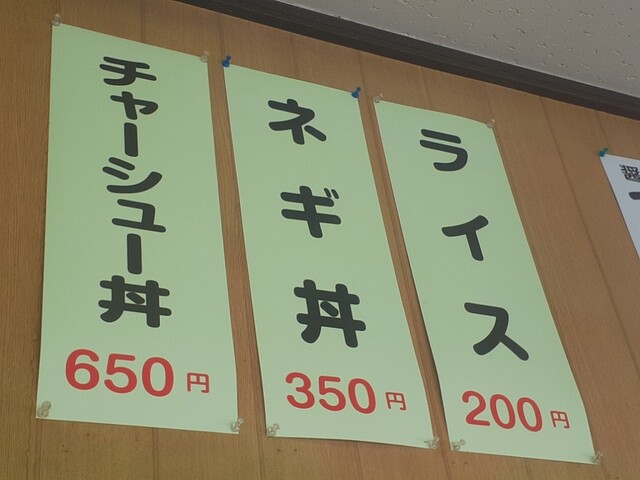 チャーシュー丼
650円
ネギ丼
350円
ライス
200円